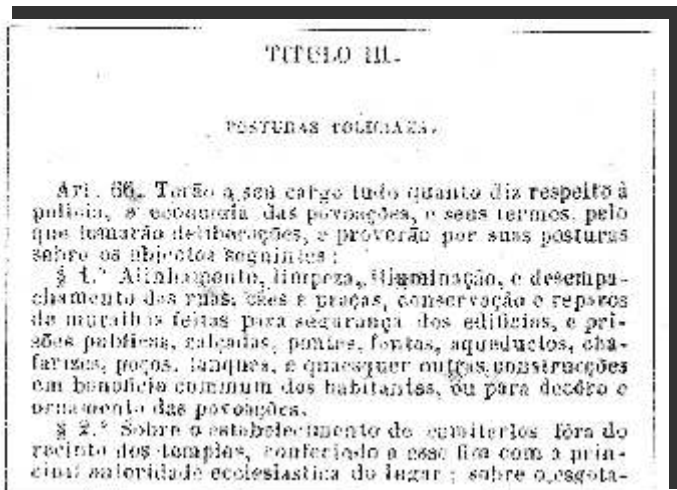 TITULO III.
POSTURAS POLICIAES.
Art. 66. Terão a seu cargo tudo quanto diz respeito á
policia, e economia das povoações, e seus termos, pelo
que tomarão deliberações, e proverão por suas posturas
sobre os objectos seguintes :
§ 1.º Alinhamento, limpeza, illuminação, e desempa-
chamento das ruas, cães e praças, conservação e reparos
de muralhas feitas para segurança dos edificios, e pri-
sões publicas, calçadas, pontes, fontes, aqueductos, cha-
farizes, poços, tanques, e quaesquer outras construcções
em beneficio commum dos habitantes, ou para decôro e
ornamento das povoações.
§ 2.º Sobre o estabelecimento de cemiterios fóra do
recinto dos templos, conferindo a esse fim com a prin-
cipal autoridade ecclesiastica do lugar ; sobre o esgota-